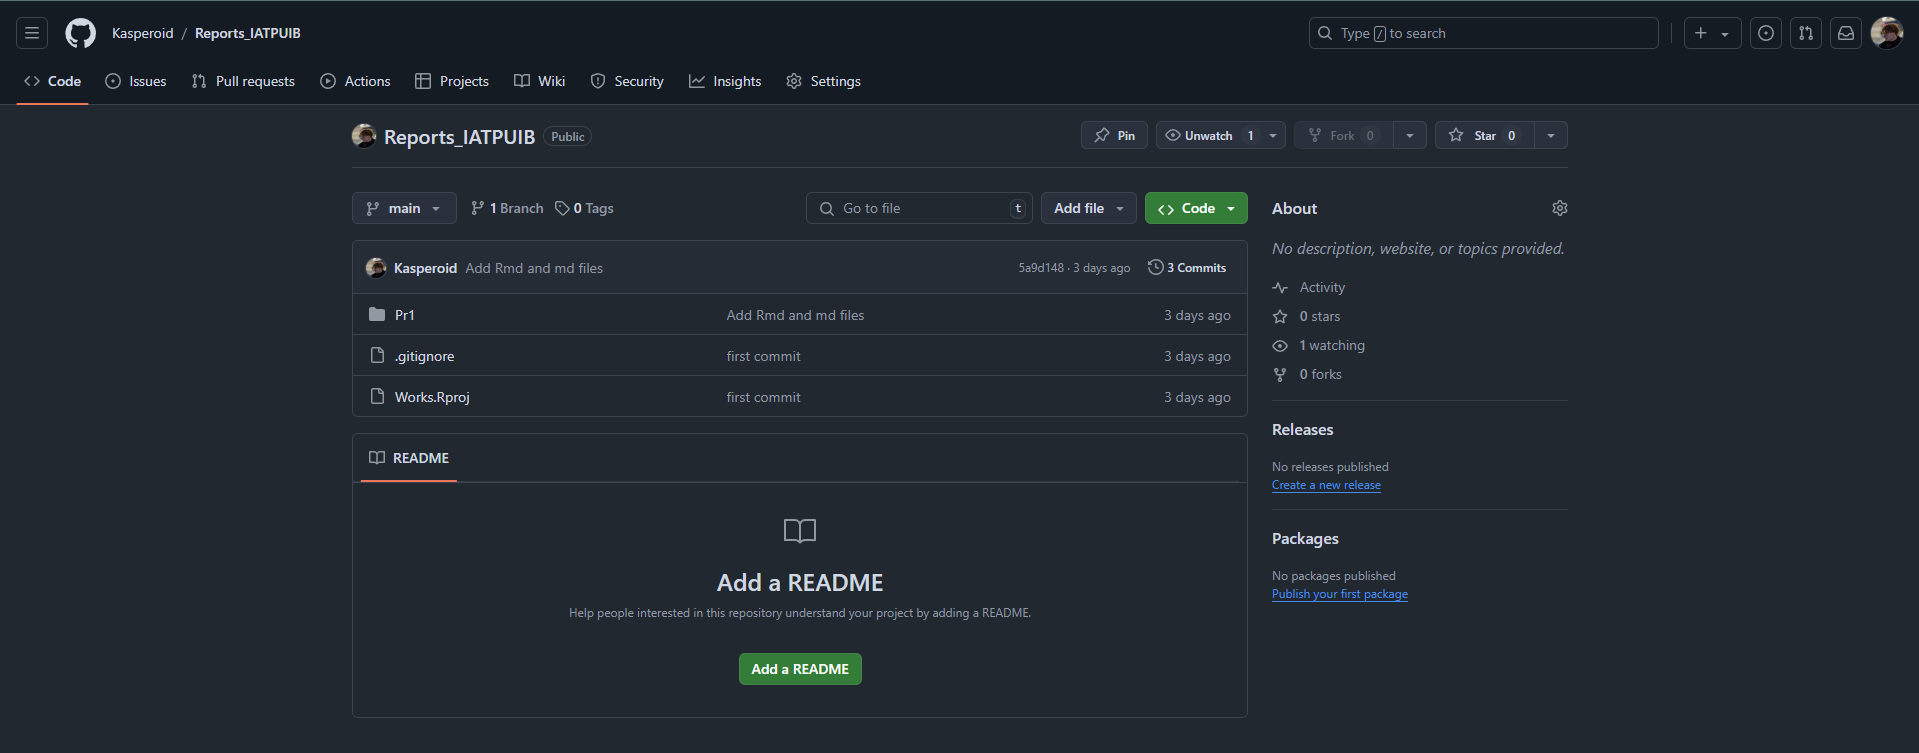 Kasperoid / Reports_IATPUIB
Type / to search
Code Issues Pull requests Actions Projects Wiki Security Insights Settings
Reports_IATPUIB Public
Pin Unwatch 1 Fork 0 Star 0
main 1 Branch 0 Tags Go to file t Add file Code
Kasperoid Add Rmd and md files 5a9d148 · 3 days ago 3 Commits
Pr1 Add Rmd and md files 3 days ago
.gitignore first commit 3 days ago
Works.Rproj first commit 3 days ago
README
Add a README
Help people interested in this repository understand your project by adding a README.
Add a README
About
No description, website, or topics provided.
Activity
0 stars
1 watching
0 forks
Releases
No releases published
Create a new release
Packages
No packages published
Publish your first package